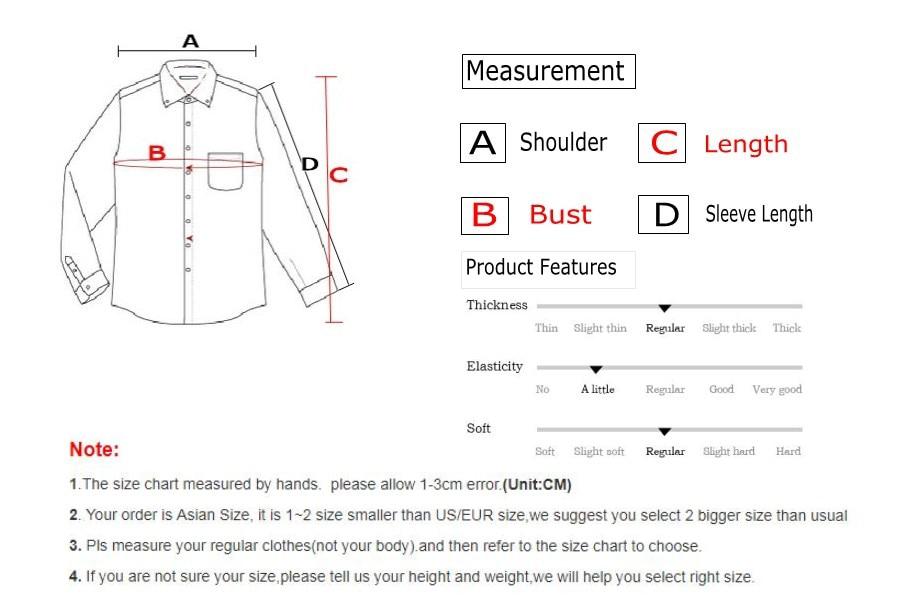 A
B
D
C
Measurement
A Shoulder C Length
B Bust D Sleeve Length
Product Features
Thickness
Thin Slight thin Regular Slight thick Thick
Elasticity
No A little Regular Good Very good
Soft
Soft Slight soft Regular Slight hard Hard
Note:
1.The size chart measured by hands. please allow 1-3cm error.(Unit:CM)
2. Your order is Asian Size, it is 1~2 size smaller than US/EUR size,we suggest you select 2 bigger size than usual
3. Pls measure your regular clothes(not your body).and then refer to the size chart to choose.
4. If you are not sure your size,please tell us your height and weight,we will help you select right size.